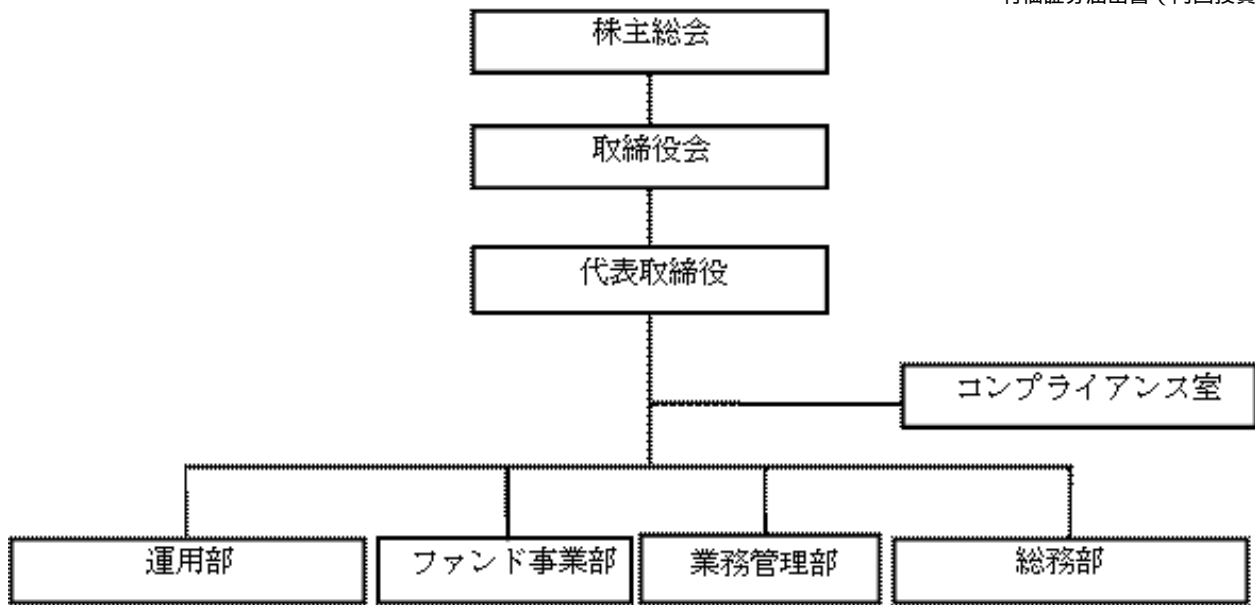 株主総会
取締役会
代表取締役
コンプライアンス室
運用部
ファンド事業部
業務管理部
総務部